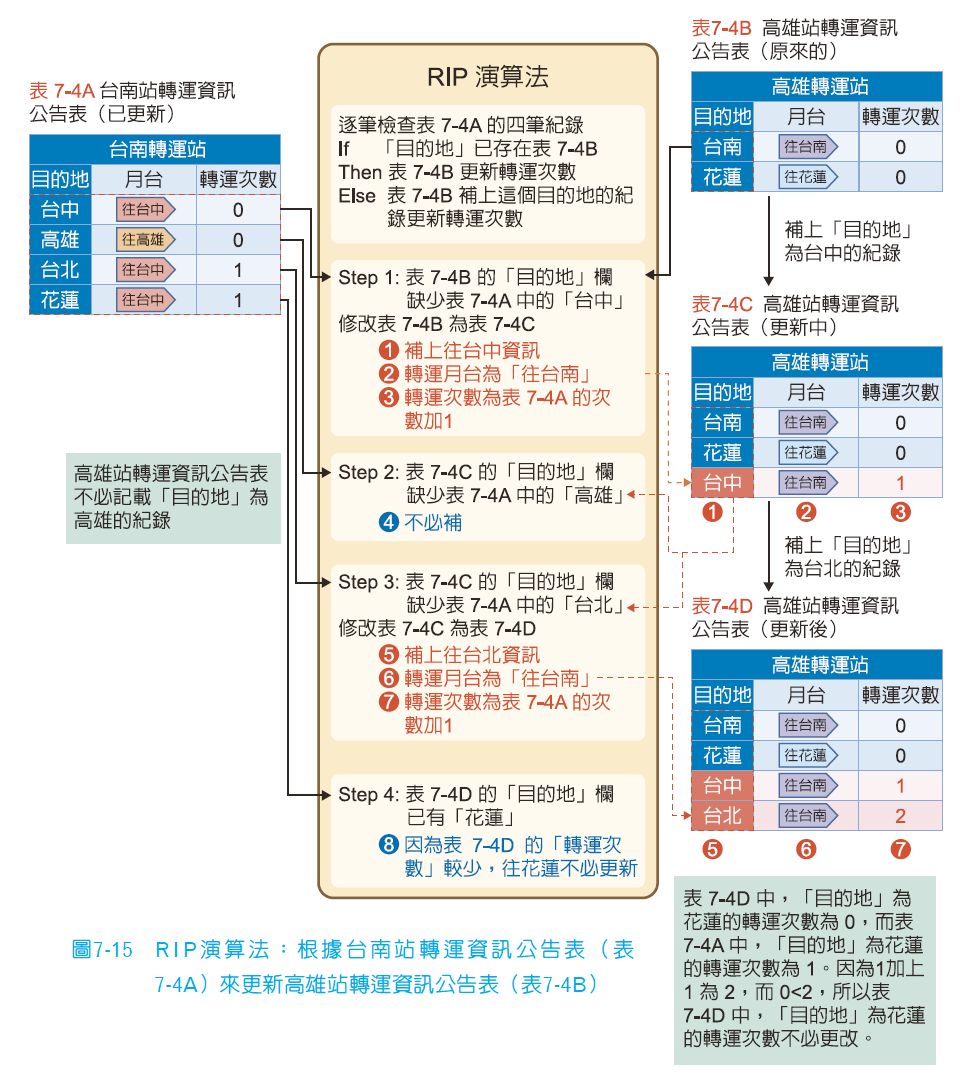 表 7-4A 台南站轉運資訊
公告表（已更新）
台南轉運站
目的地 月台 轉運次數
台中 往台中 0
高雄 往高雄 0
台北 往台中 1
花蓮 往台中 1
高雄站轉運資訊公告表
不必記載「目的地」為
高雄的紀錄
RIP 演算法
逐筆檢查表 7-4A 的四筆紀錄
If 「目的地」已存在表 7-4B
Then 表 7-4B 更新轉運次數
Else 表 7-4B 補上這個目的地的紀
錄更新轉運次數
Step 1: 表 7-4B 的「目的地」欄
缺少表 7-4A 中的「台中」
修改表 7-4B 為表 7-4C
❶ 補上往台中資訊
❷ 轉運月台為「往台南」
❸ 轉運次數為表 7-4A 的次
數加1
Step 2: 表 7-4C 的「目的地」欄
缺少表 7-4A 中的「高雄」
❹ 不必補
Step 3: 表 7-4C 的「目的地」欄
缺少表 7-4A 中的「台北」
修改表 7-4C 為表 7-4D
❺ 補上往台北資訊
❻ 轉運月台為「往台南」
❼ 轉運次數為表 7-4A 的次
數加1
Step 4: 表 7-4D 的「目的地」欄
已有「花蓮」
❽ 因為表 7-4D 的「轉運次
數」較少，往花蓮不必更新
表7-4B 高雄站轉運資訊
公告表（原來的）
高雄轉運站
目的地 月台 轉運次數
台南 往台南 0
花蓮 往花蓮 0
補上「目的地」
為台中的紀錄
表7-4C 高雄站轉運資訊
公告表（更新中）
高雄轉運站
目的地 月台 轉運次數
台南 往台南 0
花蓮 往花蓮 0
台中 往台南 1
❶ ❷ ❸
補上「目的地」
為台北的紀錄
表7-4D 高雄站轉運資訊
公告表（更新後）
高雄轉運站
目的地 月台 轉運次數
台南 往台南 0
花蓮 往花蓮 0
台中 往台南 1
台北 往台南 2
❺ ❻ ❼
表 7-4D 中，「目的地」為
花蓮的轉運次數為 0，而表
7-4A 中，「目的地」為花蓮
的轉運次數為 1。因為1加上
1 為 2，而 0<2，所以表
7-4D 中，「目的地」為花蓮
的轉運次數不必更改。
圖7-15 RIP演算法：根據台南站轉運資訊公告表（表
7-4A）來更新高雄站轉運資訊公告表（表7-4B）